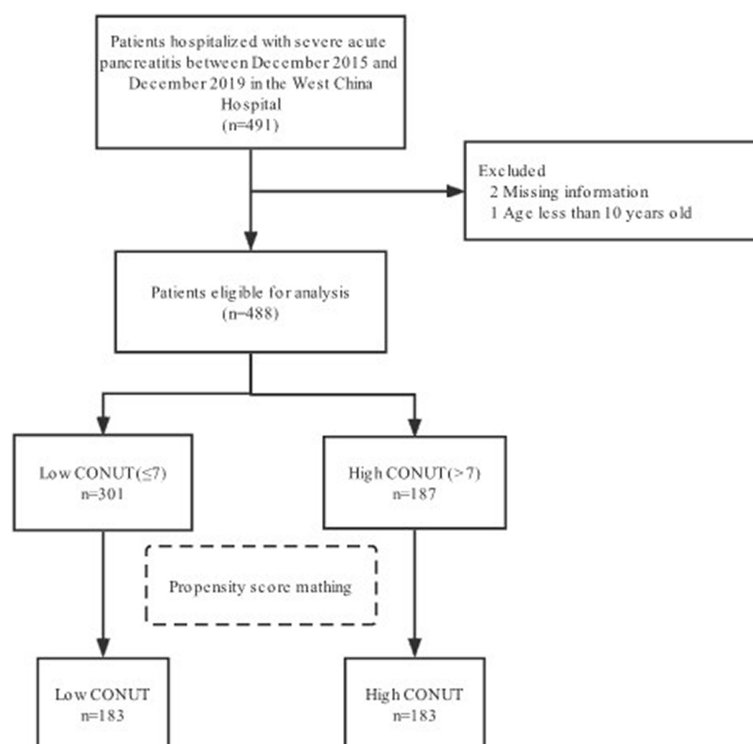 Patients hospitalized with severe acute
pancreatitis between December 2015 and
December 2019 in the West China
Hospital
(n=491)
Excluded
2 Missing information
1 Age less than 10 years old
Patients eligible for analysis
(n=488)
Low CONUT(≤7)
n=301
High CONUT(>7)
n=187
Propensity score mathing
Low CONUT
n=183
High CONUT
n=183